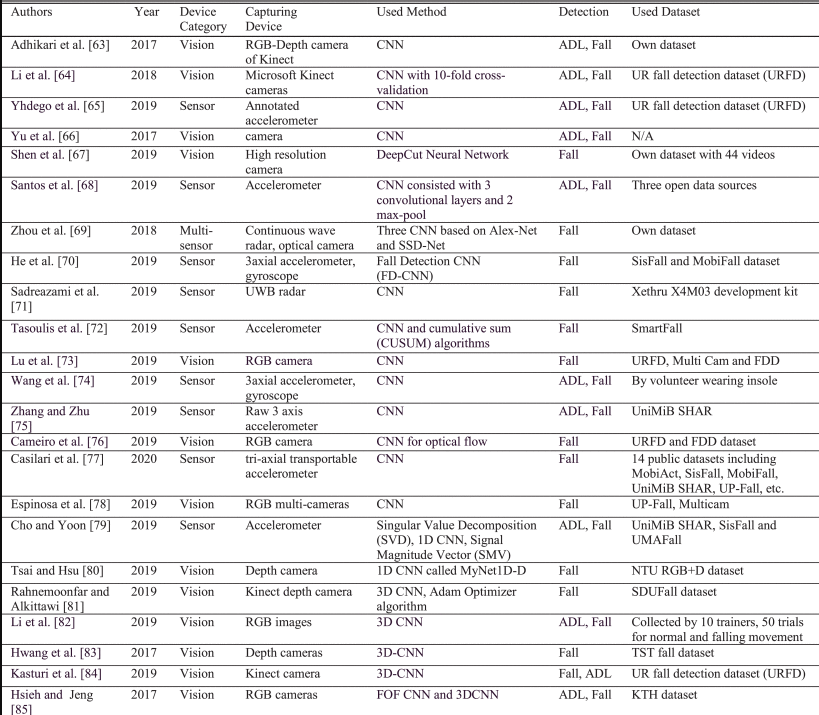 Authors Year Device Category Capturing Device Used Method Detection Used Dataset
Adhikari et al. [63] 2017 Vision RGB-Depth camera of Kinect CNN ADL, Fall Own dataset
Li et al. [64] 2018 Vision Microsoft Kinect cameras CNN with 10-fold cross-validation ADL, Fall UR fall detection dataset (URFD)
Yhdego et al. [65] 2019 Sensor Annotated accelerometer CNN ADL, Fall UR fall detection dataset (URFD)
Yu et al. [66] 2017 Vision camera CNN ADL, Fall N/A
Shen et al. [67] 2019 Vision High resolution camera DeepCut Neural Network Fall Own dataset with 44 videos
Santos et al. [68] 2019 Sensor Accelerometer CNN consisted with 3 convolutional layers and 2 max-pool ADL, Fall Three open data sources
Zhou et al. [69] 2018 Multi-sensor Continuous wave radar, optical camera Three CNN based on Alex-Net and SSD-Net Fall Own dataset
He et al. [70] 2019 Sensor 3axial accelerometer, gyroscope Fall Detection CNN (FD-CNN) Fall SisFall and MobiFall dataset
Sadreazami et al. [71] 2019 Sensor UWB radar CNN Fall Xethru X4M03 development kit
Tasoulis et al. [72] 2019 Sensor Accelerometer CNN and cumulative sum (CUSUM) algorithms Fall SmartFall
Lu et al. [73] 2019 Vision RGB camera CNN Fall URFD, Multi Cam and FDD
Wang et al. [74] 2019 Sensor 3axial accelerometer, gyroscope CNN ADL, Fall By volunteer wearing insole
Zhang and Zhu [75] 2019 Sensor Raw 3 axis accelerometer CNN ADL, Fall UniMiB SHAR
Cameiro et al. [76] 2019 Vision RGB camera CNN for optical flow Fall URFD and FDD dataset
Casilari et al. [77] 2020 Sensor tri-axial transportable accelerometer CNN Fall 14 public datasets including MobiAct, SisFall, MobiFall, UniMiB SHAR, UP-Fall, etc.
Espinosa et al. [78] 2019 Vision RGB multi-cameras CNN Fall UP-Fall, Multicam
Cho and Yoon [79] 2019 Sensor Accelerometer Singular Value Decomposition (SVD), 1D CNN, Signal Magnitude Vector (SMV) ADL, Fall UniMiB SHAR, SisFall and UMAFall
Tsai and Hsu [80] 2019 Vision Depth camera 1D CNN called MyNet1D-D Fall NTU RGB+D dataset
Rahnemoonfar and Alkittawi [81] 2019 Vision Kinect depth camera 3D CNN, Adam Optimizer algorithm Fall SDUFall dataset
Li et al. [82] 2019 Vision RGB images 3D CNN ADL, Fall Collected by 10 trainers, 50 trials for normal and falling movement
Hwang et al. [83] 2017 Vision Depth cameras 3D-CNN Fall TST fall dataset
Kasturi et al. [84] 2019 Vision Kinect camera 3D-CNN Fall, ADL UR fall detection dataset (URFD)
Hsieh and Jeng [85] 2017 Vision RGB cameras FOF CNN and 3DCNN ADL, Fall KTH dataset